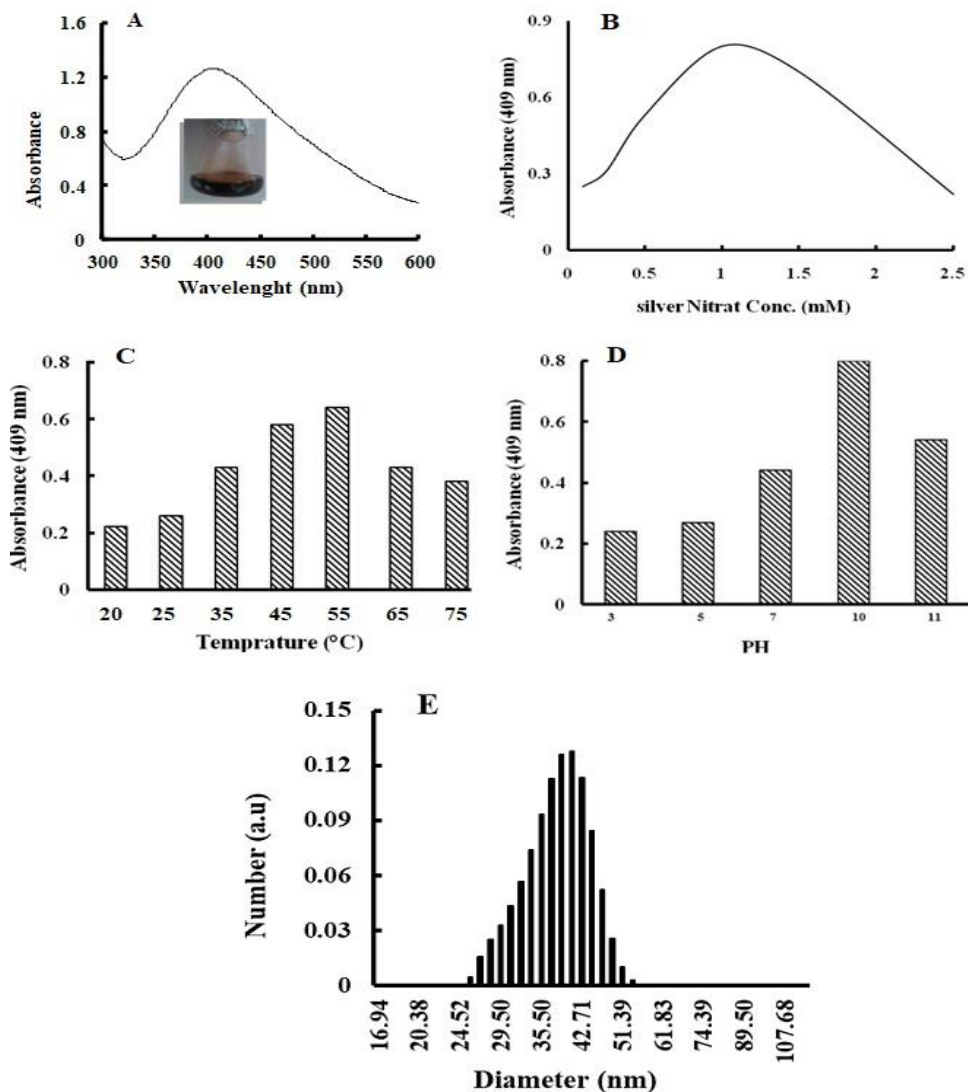 A
1.6
1.2
0.8
0.4
0
300 350 400 450 500 550 600
Absorbance
Wavelenght (nm)
B
0.9
0.6
0.3
0
0 0.5 1 1.5 2 2.5
Absorbance (409 nm)
silver Nitrat Conc. (mM)
C
0.8
0.6
0.4
0.2
0
20 25 35 45 55 65 75
Absorbance (409 nm)
Temprature (°C)
D
0.8
0.6
0.4
0.2
0
3 5 7 10 11
Absorbance (409 nm)
PH
E
0.15
0.12
0.09
0.06
0.03
0
16.94 20.38 24.52 29.50 35.50 42.71 51.39 61.83 74.39 89.50 107.68
Number (a.u)
Diameter (nm)